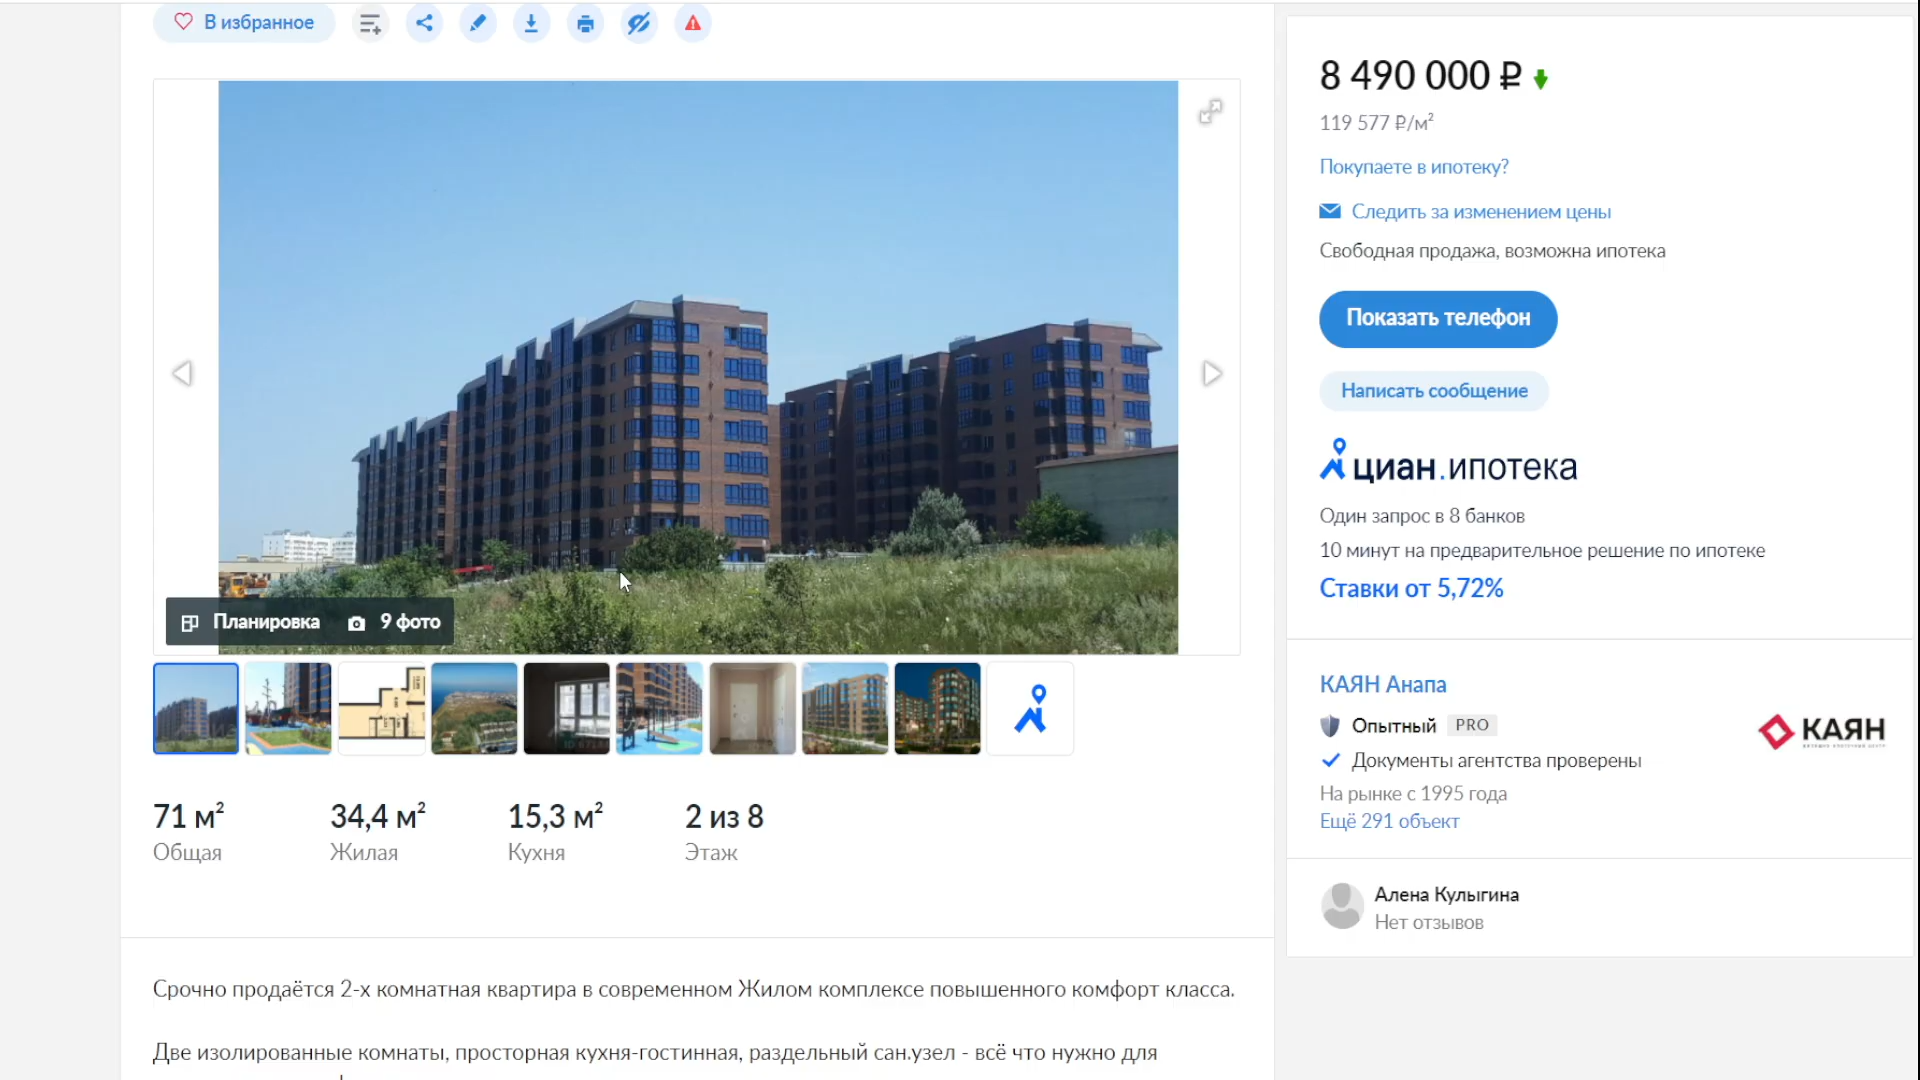 В избранное
Планировка 9 фото
71 м²
Общая
34,4 м²
Жилая
15,3 м²
Кухня
2 из 8
Этаж
Срочно продаётся 2-х комнатная квартира в современном Жилом комплексе повышенного комфорт класса.
Две изолированные комнаты, просторная кухня-гостинная, раздельный сан.узел - всё что нужно для
8 490 000 ₽
119 577 ₽/м²
Покупаете в ипотеку?
Следить за изменением цены
Свободная продажа, возможна ипотека
Показать телефон
Написать сообщение
циан.ипотека
Один запрос в 8 банков
10 минут на предварительное решение по ипотеке
Ставки от 5,72%
КАЯН Анапа
Опытный PRO
КАЯН
Документы агентства проверены
На рынке с 1995 года
Ещё 291 объект
Алена Кулыгина
Нет отзывов